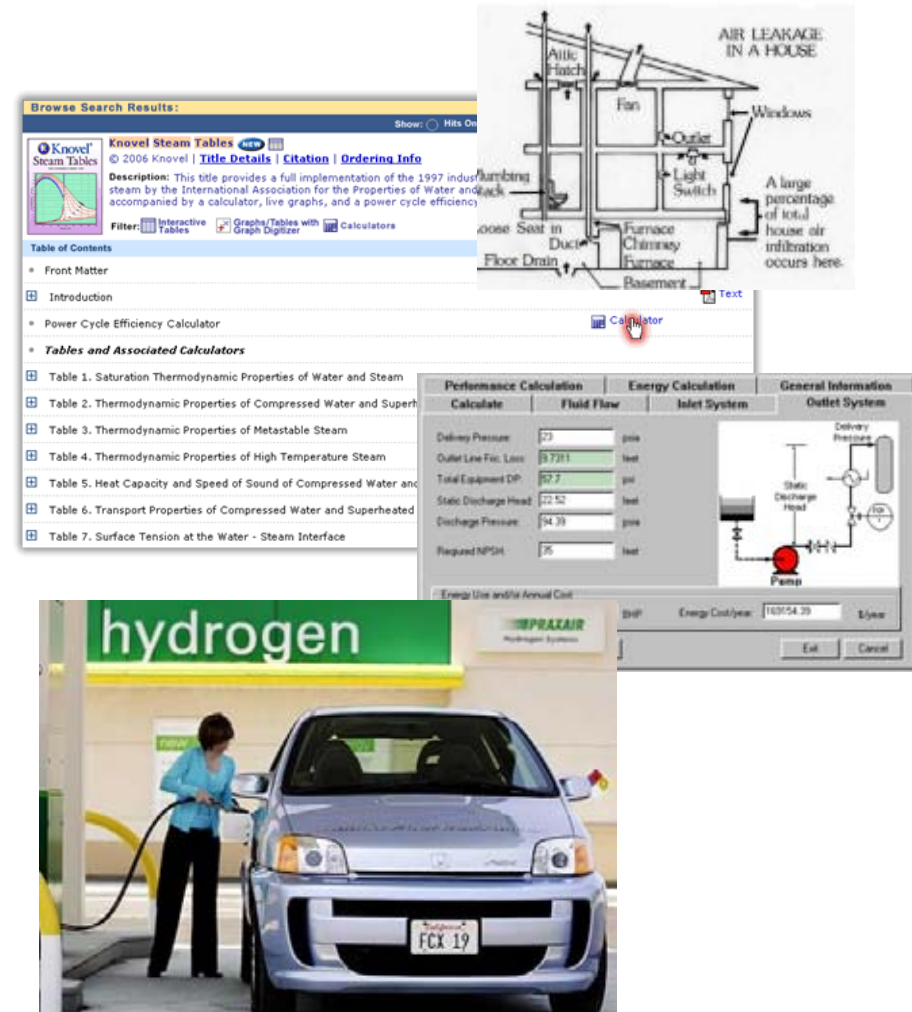 Browse Search Results:
Show: Hits On
Knovel Steam Tables NEW
© 2006 Knovel | Title Details | Citation | Ordering Info
Description: This title provides a full implementation of the 1997 indus
steam by the International Association for the Properties of Water and
accompanied by a calculator, live graphs, and a power cycle efficiency
Knovel
Steam Tables
Filter: Interactive Tables Graphs/Tables with Graph Digitizer Calculators
Table of Contents
Front Matter
Introduction
Text
Power Cycle Efficiency Calculator
Calculator
Tables and Associated Calculators
Table 1. Saturation Thermodynamic Properties of Water and Steam
Table 2. Thermodynamic Properties of Compressed Water and Superh
Table 3. Thermodynamic Properties of Metastable Steam
Table 4. Thermodynamic Properties of High Temperature Steam
Table 5. Heat Capacity and Speed of Sound of Compressed Water and
Table 6. Transport Properties of Compressed Water and Superheated
Table 7. Surface Tension at the Water - Steam Interface
AIR LEAKAGE
IN A HOUSE
Attic
Hatch
Fan
Windows
Outlet
Light
Switch
lumbing
tack
A large
percentage
of total
house air
infiltration
occurs here.
oose Seat in
Duct
Furnace
Chimney
Floor Drain
Furnace
Basement
Performance Calculation Energy Calculation General Information
Calculate Fluid Flow Inlet System Outlet System
Delivery Pressure: 23 psia
Outlet Line Fric. Loss: 9.7311 feet
Total Equipment DP: 57.7 psi
Static Discharge Head: 22.52 feet
Discharge Pressure: 94.39 psia
Required NPSH: 35 feet
Delivery
Pressure
Static
Discharge
Head
Pump
Energy Use and/or Annual Cost
BHP Energy Cost/year: 169154.39 $/year
Exit Cancel
hydrogen
PRAXAIR
Hydrogen Systems
new
California
FCX 19